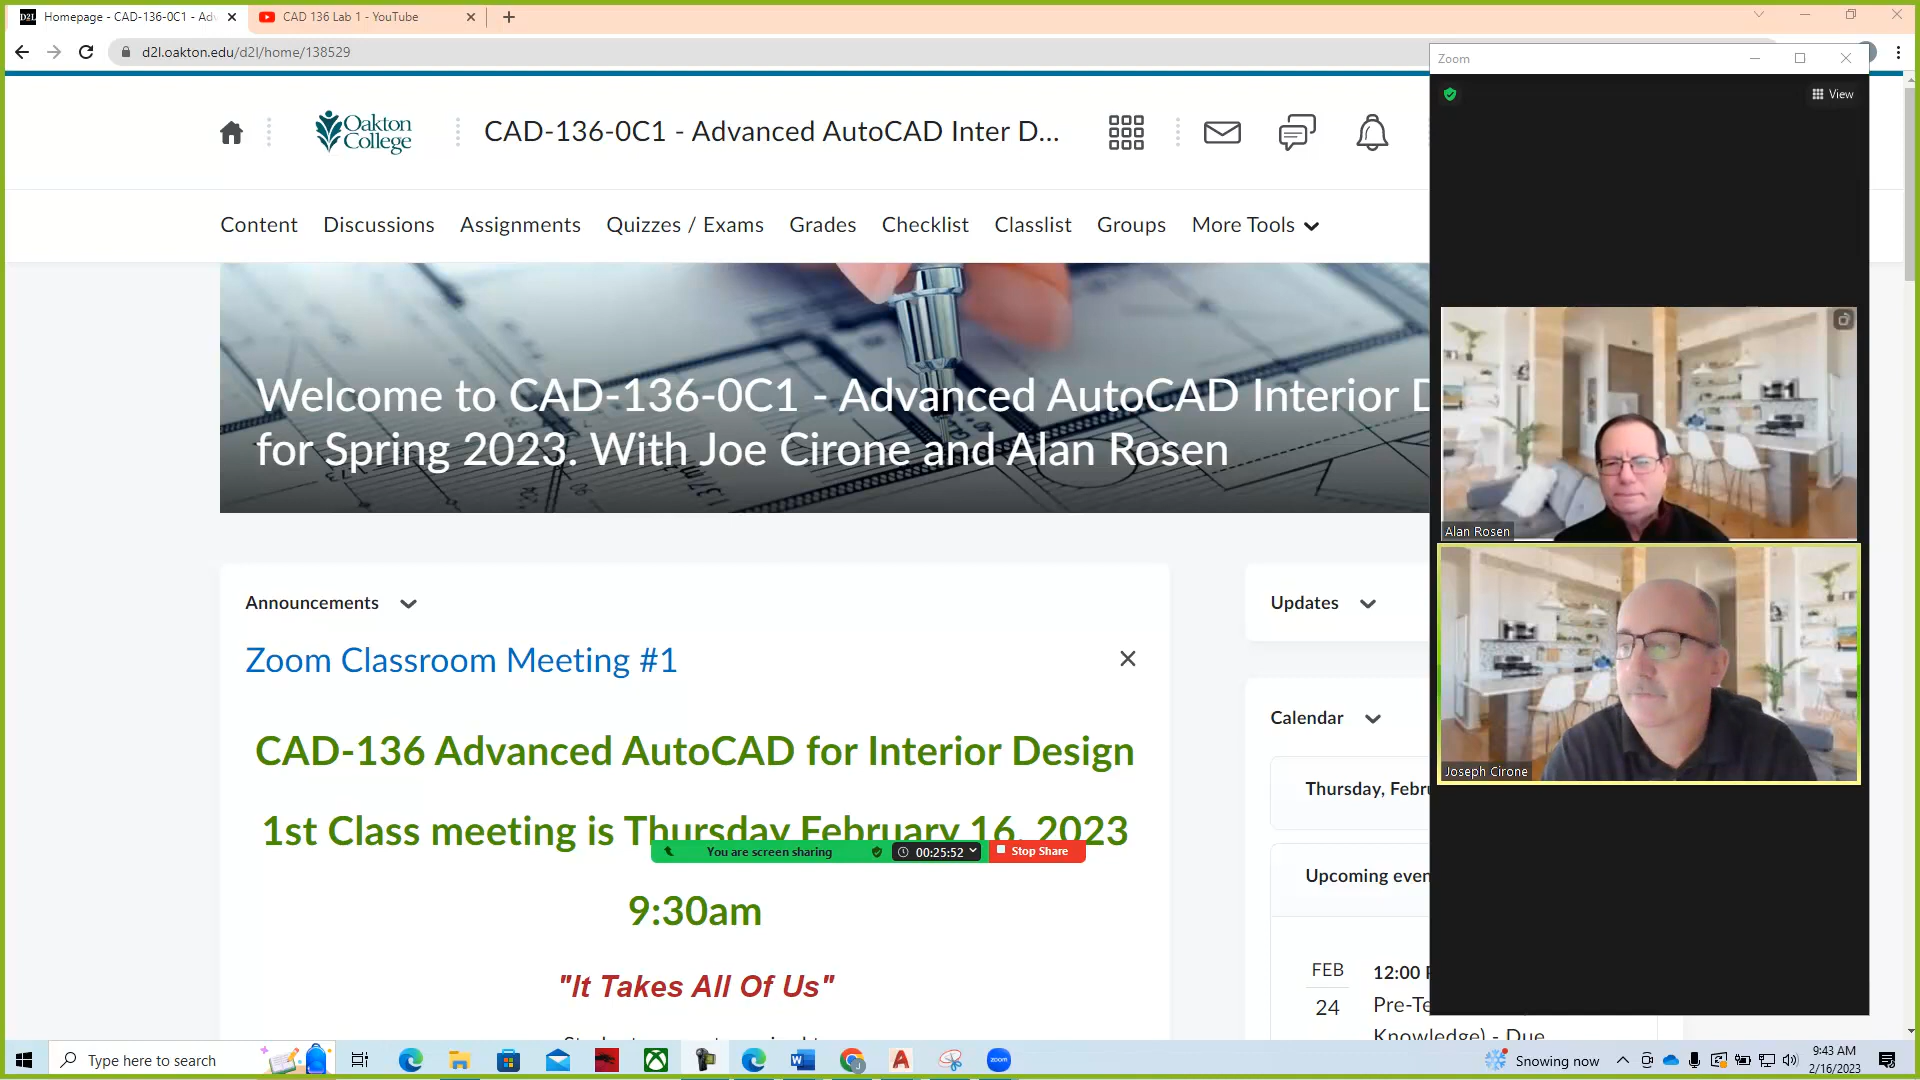 Homepage - CAD-136-0C1 - Adv
CAD 136 Lab 1 - YouTube
d2l.oakton.edu/d2l/home/138529
Zoom
View
Oakton
College
CAD-136-0C1 - Advanced AutoCAD Inter D...
Content Discussions Assignments Quizzes / Exams Grades Checklist Classlist Groups More Tools
Welcome to CAD-136-0C1 - Advanced AutoCAD Interior D
for Spring 2023. With Joe Cirone and Alan Rosen
Alan Rosen
Joseph Cirone
Announcements
Zoom Classroom Meeting #1
CAD-136 Advanced AutoCAD for Interior Design
1st Class meeting is Thursday February 16, 2023
You are screen sharing 00:25:52 Stop Share
9:30am
"It Takes All Of Us"
Updates
Calendar
Thursday, Febru
Upcoming even
FEB
24
12:00 P
Pre-Te
Knowledge) - Due
Type here to search
Snowing now
9:43 AM
2/16/2023